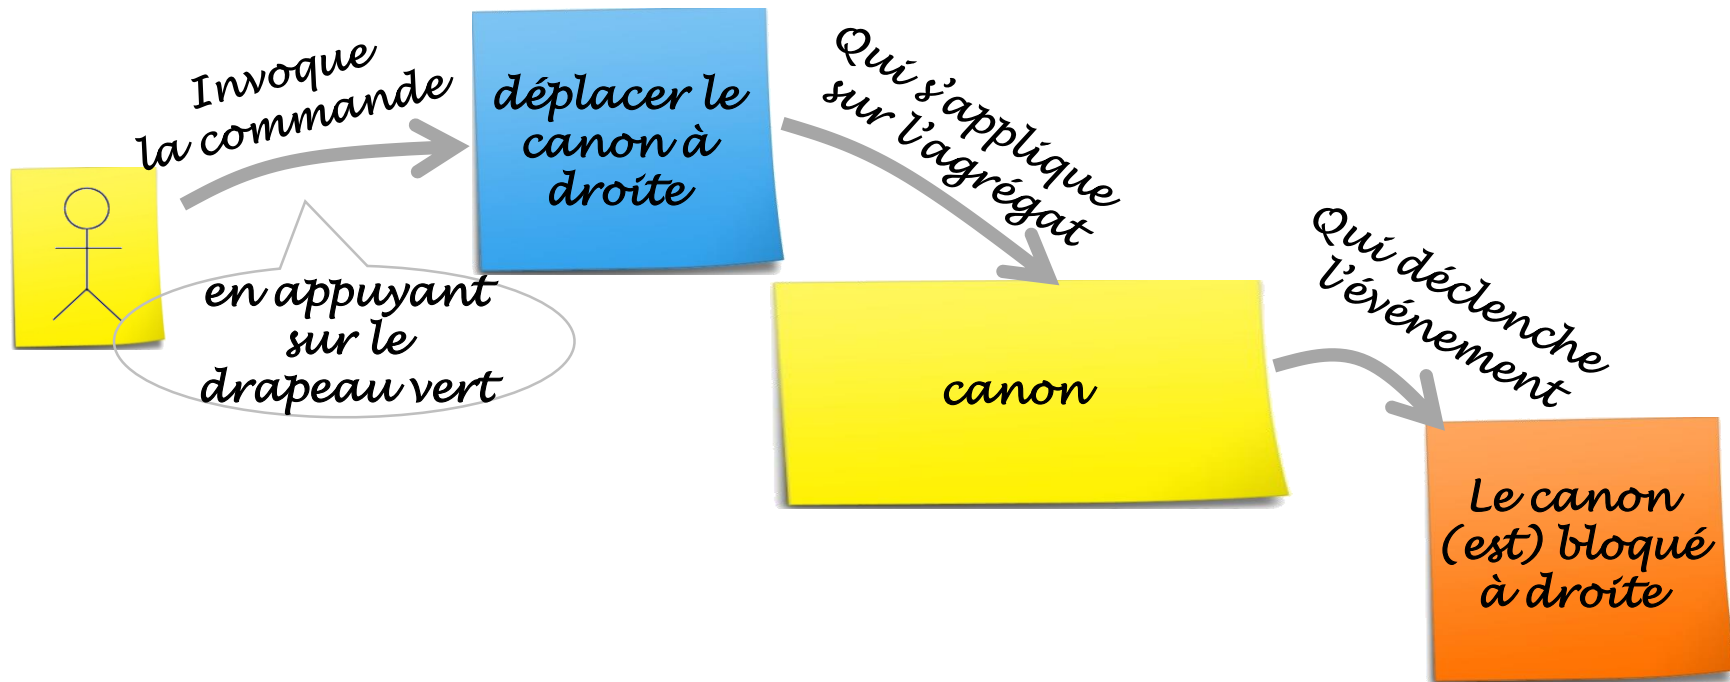 Invoque
la commande
en appuyant
sur le
drapeau vert
déplacer le
canon à
droite
Qui s'applique
sur l'agrégat
canon
Qui déclenche
l'événement
Le canon
(est) bloqué
à droite